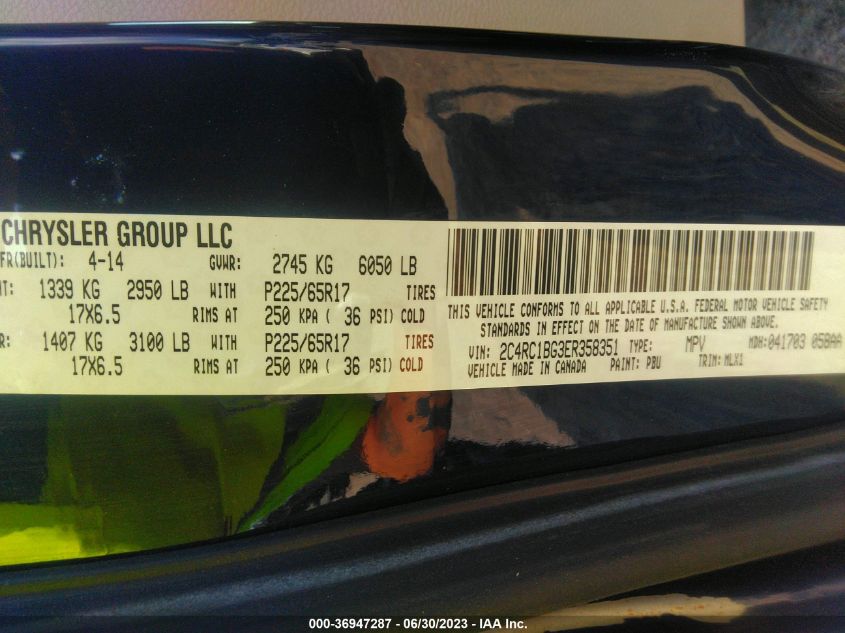 CHRYSLER GROUP LLC
FR(BUILT): 4-14 GVWR: 2745 KG 6050 LB
NT: 1339 KG 2950 LB WITH P225/65R17 TIRES
17X6.5 RIMS AT 250 KPA ( 36 PSI) COLD
R: 1407 KG 3100 LB WITH P225/65R17 TIRES
17X6.5 RIMS AT 250 KPA ( 36 PSI) COLD
THIS VEHICLE CONFORMS TO ALL APPLICABLE U.S.A. FEDERAL MOTOR VEHICLE SAFETY
STANDARDS IN EFFECT ON THE DATE OF MANUFACTURE SHOWN ABOVE.
VIN: 2C4RC1BG3ER358351 TYPE: MPV MDH: 041703 05BAA
VEHICLE MADE IN CANADA PAINT: PBU TRIM: MLX1
000-36947287 - 06/30/2023 - IAA Inc.